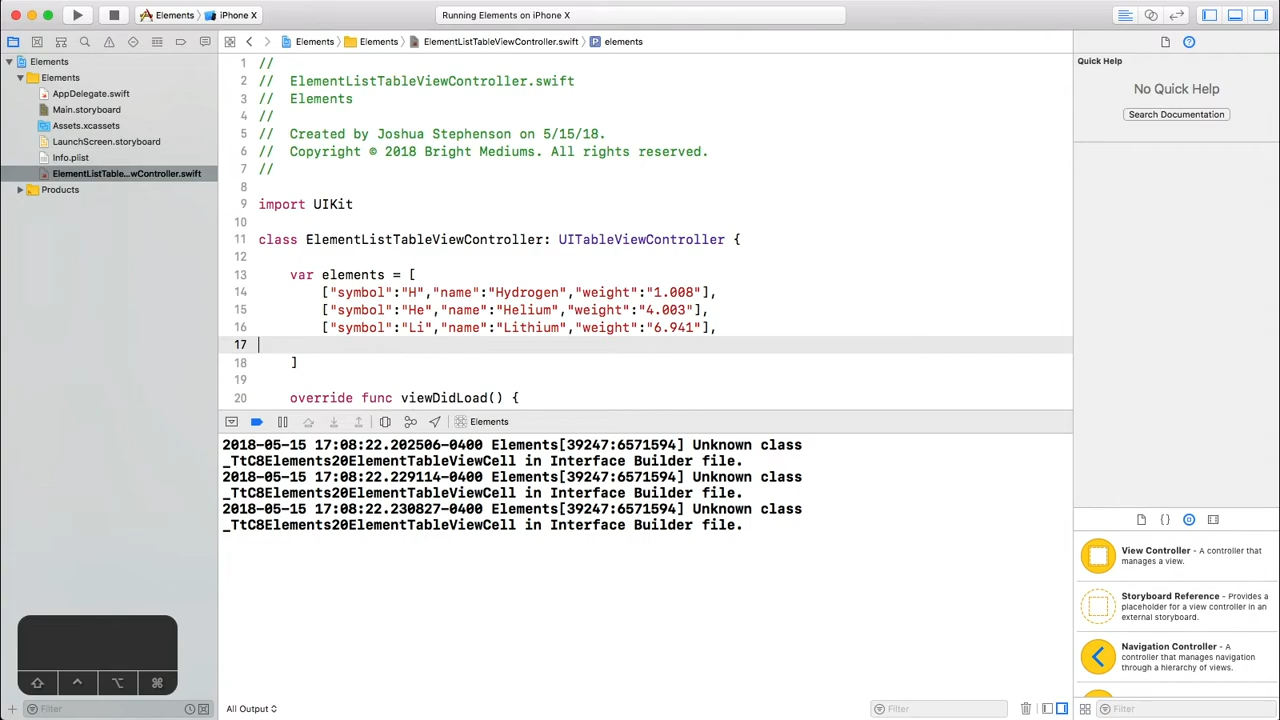 Elements iPhone X
Running Elements on iPhone X
Elements Elements ElementListTableViewController.swift elements
Elements
Elements
AppDelegate.swift
Main.storyboard
Assets.xcassets
LaunchScreen.storyboard
Info.plist
ElementListTable...wController.swift
Products
Filter
1 //
2 // ElementListTableViewController.swift
3 // Elements
4 //
5 // Created by Joshua Stephenson on 5/15/18.
6 // Copyright © 2018 Bright Mediums. All rights reserved.
7 //
8
9 import UIKit
10
11 class ElementListTableViewController: UITableViewController {
12
13 var elements = [
14 ["symbol":"H","name":"Hydrogen","weight":"1.008"],
15 ["symbol":"He","name":"Helium","weight":"4.003"],
16 ["symbol":"Li","name":"Lithium","weight":"6.941"],
17
18 ]
19
20 override func viewDidLoad() {
Elements
2018-05-15 17:08:22.202506-0400 Elements[39247:6571594] Unknown class
_TtC8Elements20ElementTableViewCell in Interface Builder file.
2018-05-15 17:08:22.229114-0400 Elements[39247:6571594] Unknown class
_TtC8Elements20ElementTableViewCell in Interface Builder file.
2018-05-15 17:08:22.230827-0400 Elements[39247:6571594] Unknown class
_TtC8Elements20ElementTableViewCell in Interface Builder file.
All Output
Filter
Quick Help
No Quick Help
Search Documentation
View Controller - A controller that
manages a view.
Storyboard Reference - Provides a
placeholder for a view controller in an
external storyboard.
Navigation Controller - A
controller that manages navigation
through a hierarchy of views.
Filter